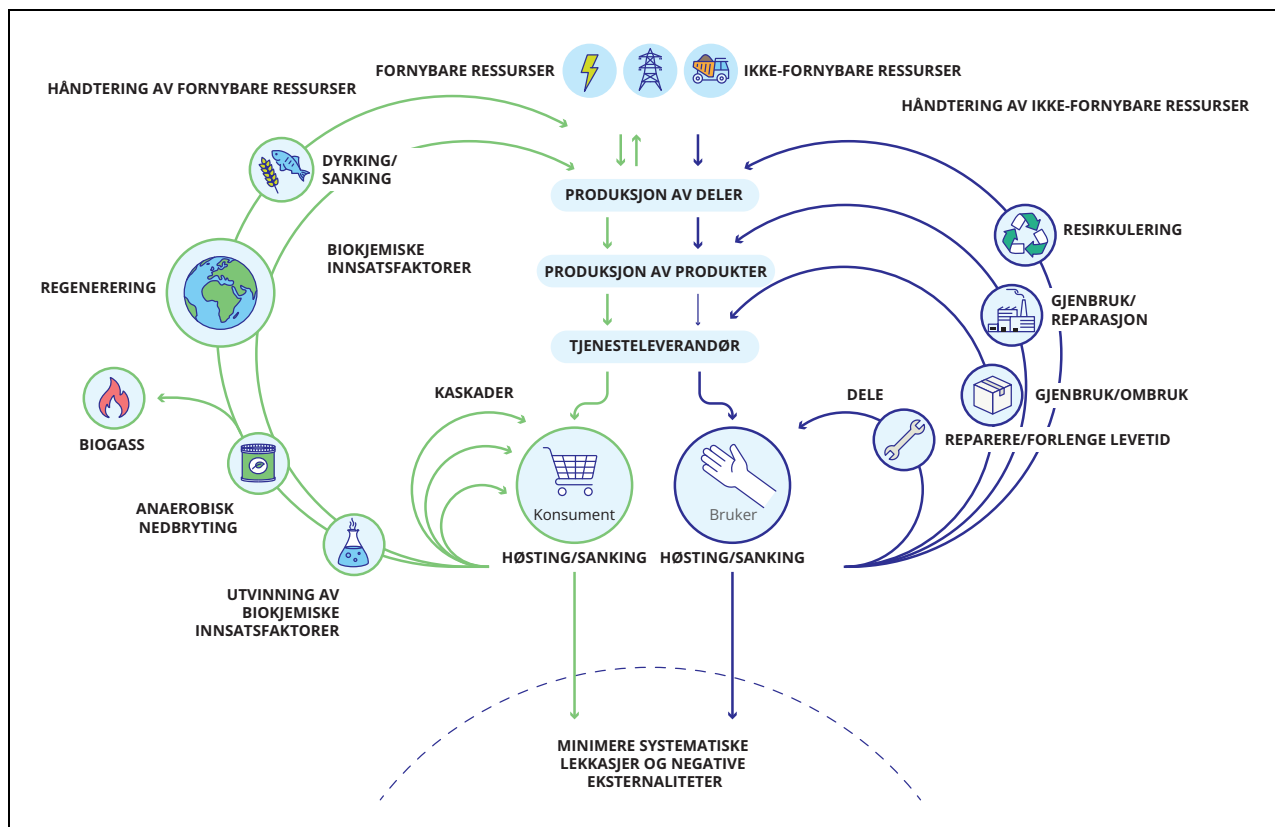 FORNYBARE RESSURSER
IKKE-FORNYBARE RESSURSER
HÅNDTERING AV FORNYBARE RESSURSER
HÅNDTERING AV IKKE-FORNYBARE RESSURSER
DYRKING/
SANKING
PRODUKSJON AV DELER
RESIRKULERING
BIOKJEMISKE
INNSATSFAKTORER
PRODUKSJON AV PRODUKTER
REGENERERING
GJENBRUK/
REPARASJON
TJENESTELEVERANDØR
KASKADER
DELE
GJENBRUK/OMBRUK
BIOGASS
REPARERE/FORLENGE LEVETID
ANAEROBISK
NEDBRYTING
Konsument
Bruker
HØSTING/SANKING
HØSTING/SANKING
UTVINNING AV
BIOKJEMISKE
INNSATSFAKTORER
MINIMERE SYSTEMATISKE
LEKKASJER OG NEGATIVE
EKSTERNALITETER